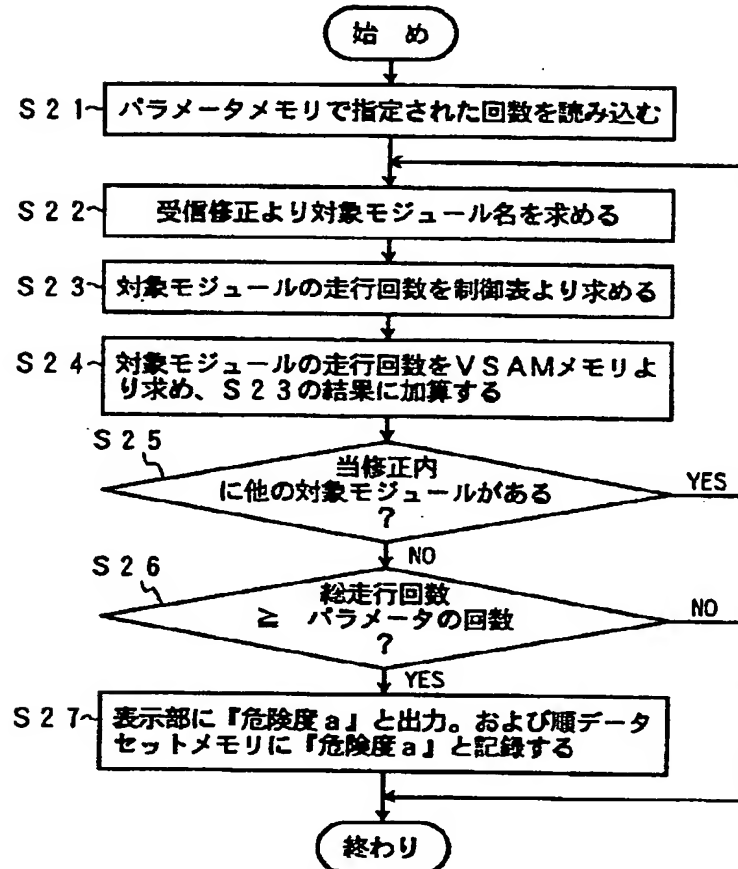 始 め
S21 パラメータメモリで指定された回数を読み込む
S22 受信修正より対象モジュール名を求める
S23 対象モジュールの走行回数を制御表より求める
S24 対象モジュールの走行回数をVSAMメモリよ
り求め、S23の結果に加算する
S25
当修正内
に他の対象モジュールがある
?
YES
NO
S26
総走行回数
≧ パラメータの回数
?
NO
YES
S27 表示部に『危険度a』と出力。および順データ
セットメモリに『危険度a』と記録する
終わり